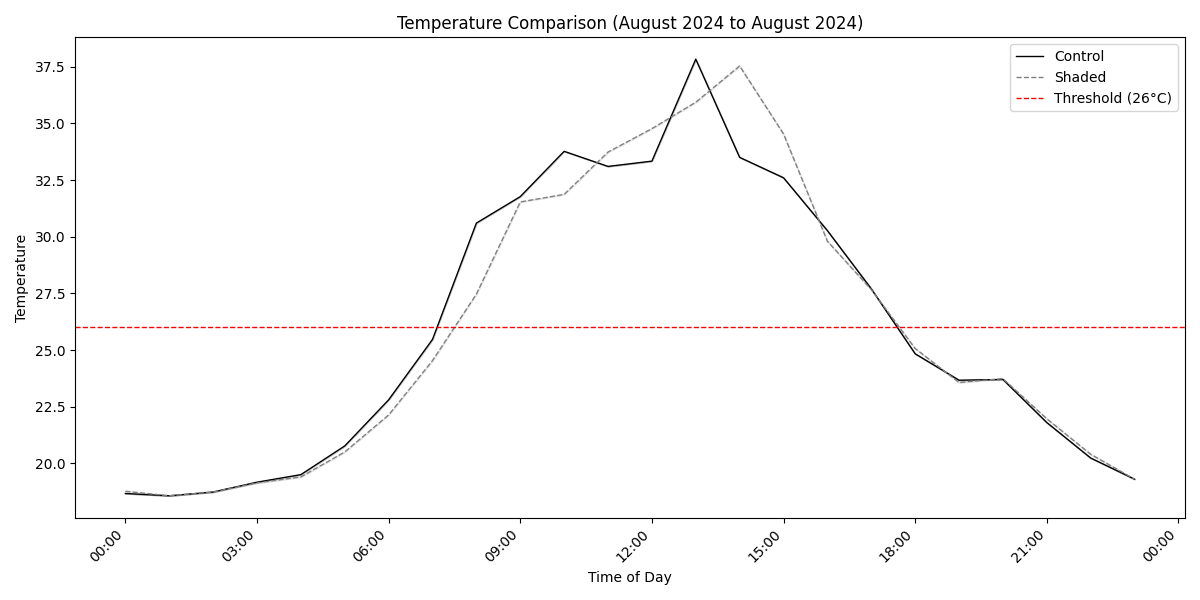 Temperature Comparison (August 2024 to August 2024)
Control
Shaded
Threshold (26°C)
Temperature
37.5
35.0
32.5
30.0
27.5
25.0
22.5
20.0
00:00
03:00
06:00
09:00
12:00
15:00
18:00
21:00
00:00
Time of Day